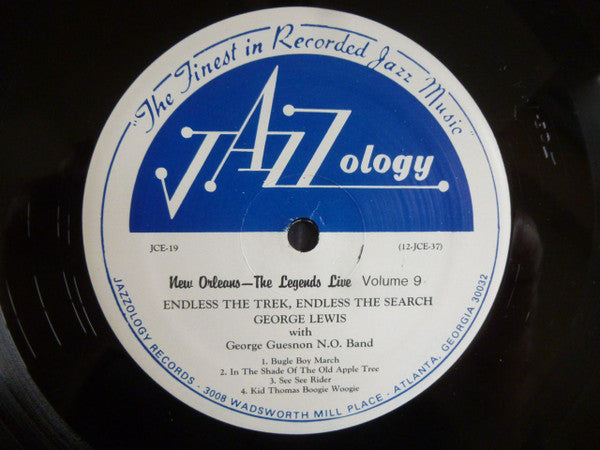 "The Finest in Recorded Jazz Music"
JAZZology
JCE-19
(12-JCE-37)
New Orleans—The Legends Live Volume 9
ENDLESS THE TREK, ENDLESS THE SEARCH
GEORGE LEWIS
with
George Guesnon N.O. Band
1. Bugle Boy March
2. In The Shade Of The Old Apple Tree
3. See See Rider
4. Kid Thomas Boogie Woogie
JAZZOLOGY RECORDS - 3008 WADSWORTH MILL PLACE - ATLANTA, GEORGIA 30032